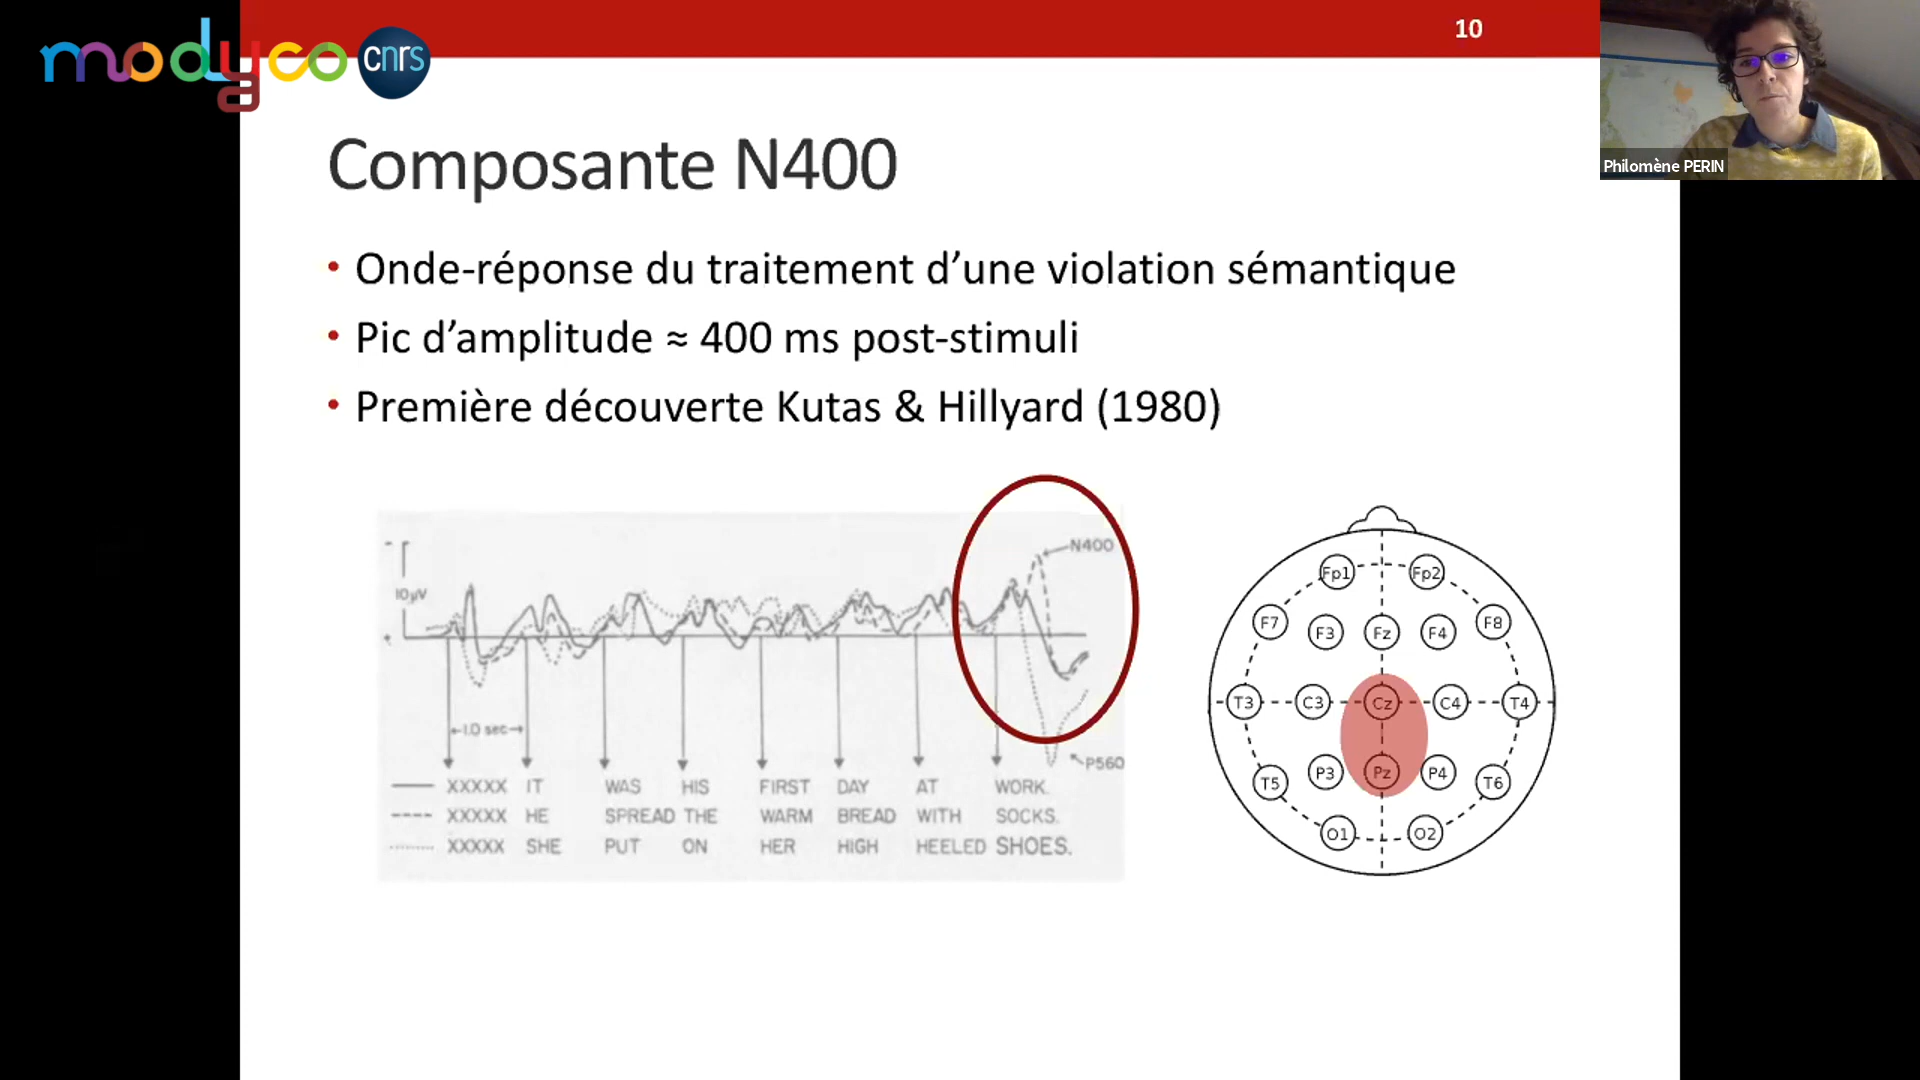 modyco cnrs
10
Philomène PERIN
Composante N400
• Onde-réponse du traitement d’une violation sémantique
• Pic d’amplitude ≈ 400 ms post-stimuli
• Première découverte Kutas & Hillyard (1980)
N400
10 µV
+
←1.0 sec→
P560
XXXXX IT WAS HIS FIRST DAY AT WORK.
XXXXX HE SPREAD THE WARM BREAD WITH SOCKS.
XXXXX SHE PUT ON HER HIGH HEELED SHOES.
Fp1 Fp2
F7 F3 Fz F4 F8
T3 C3 Cz C4 T4
T5 P3 Pz P4 T6
O1 O2